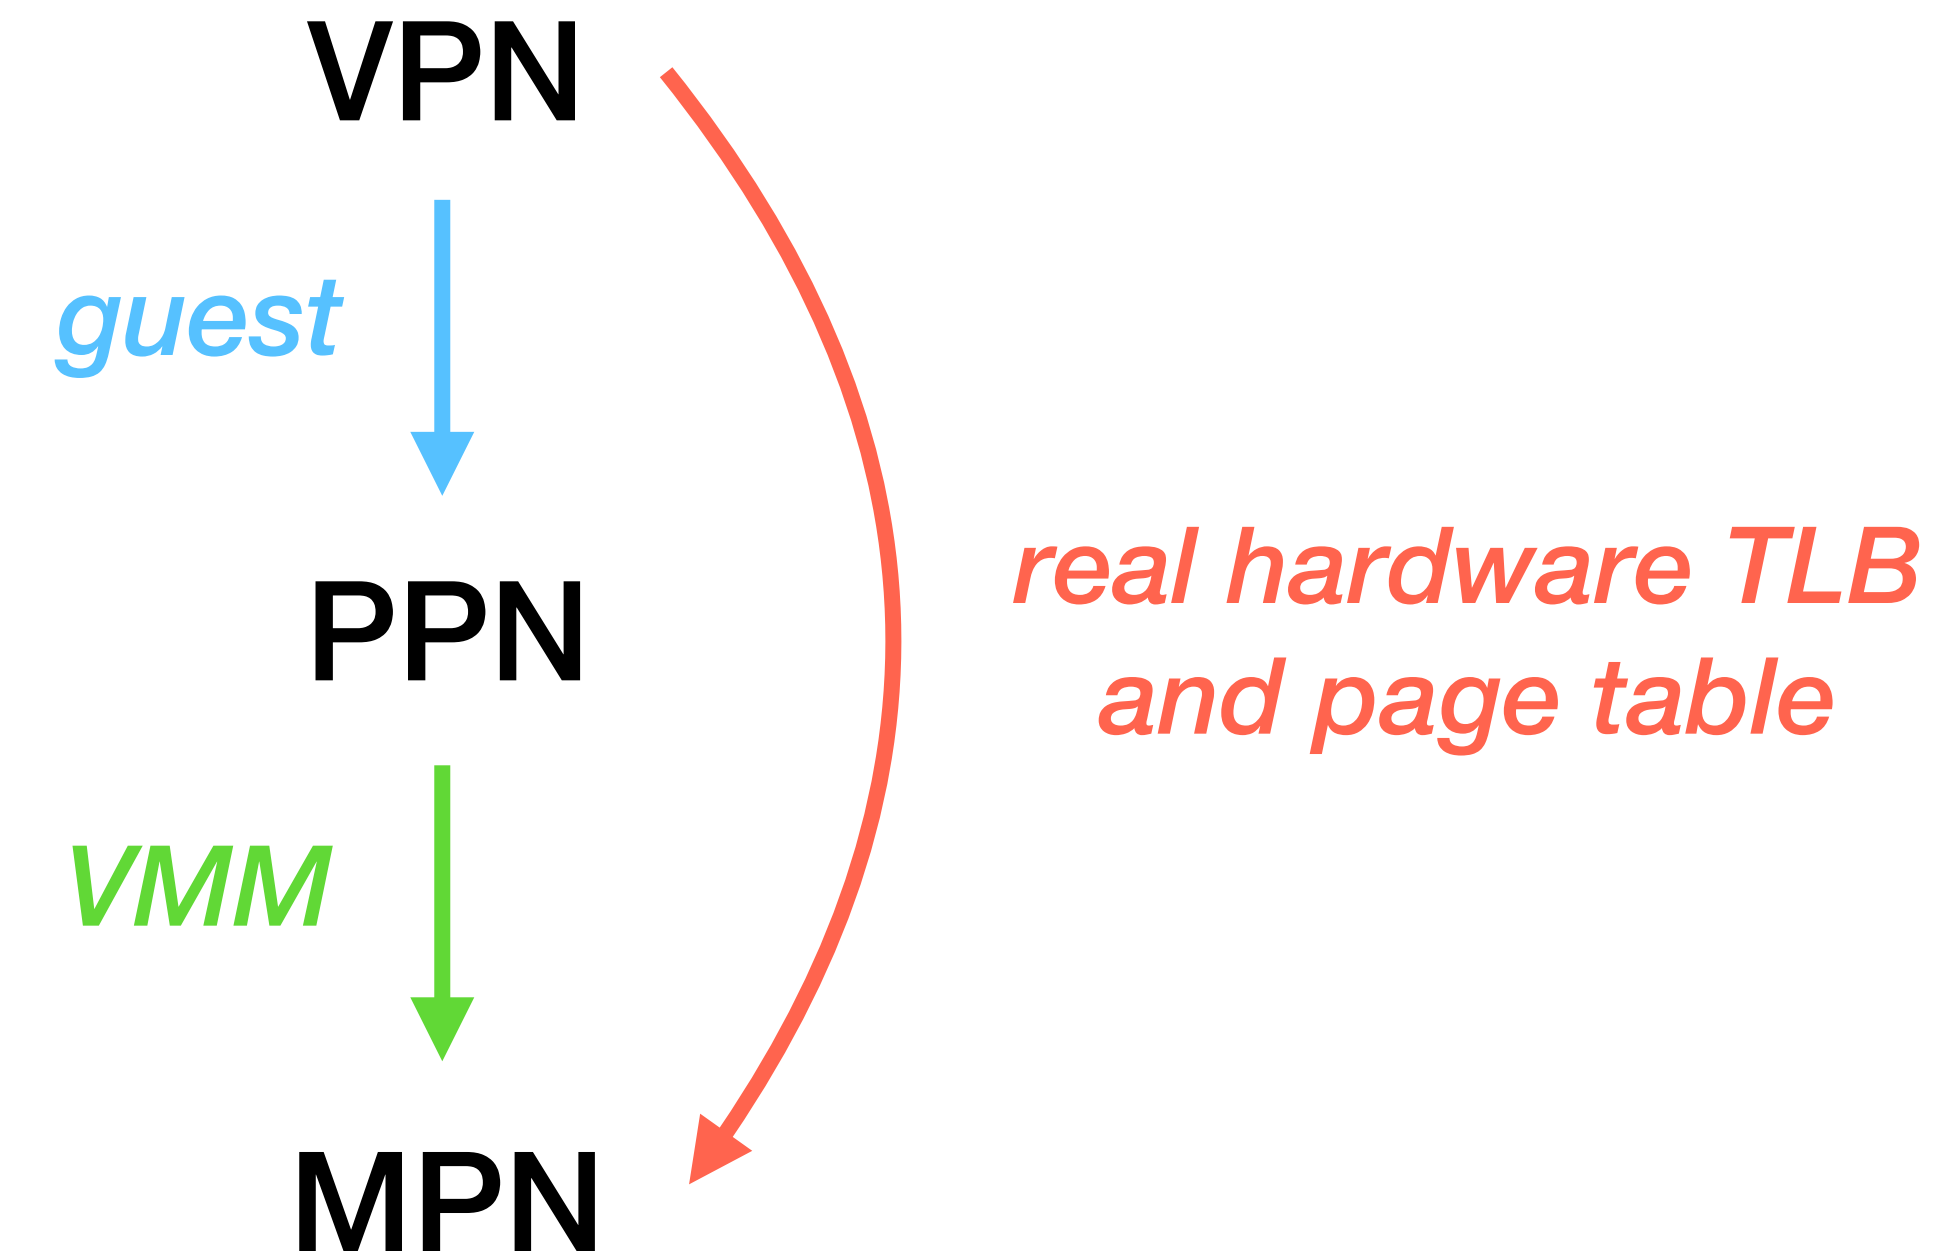 VPN
guest
PPN
real hardware TLB
and page table
VMM
MPN